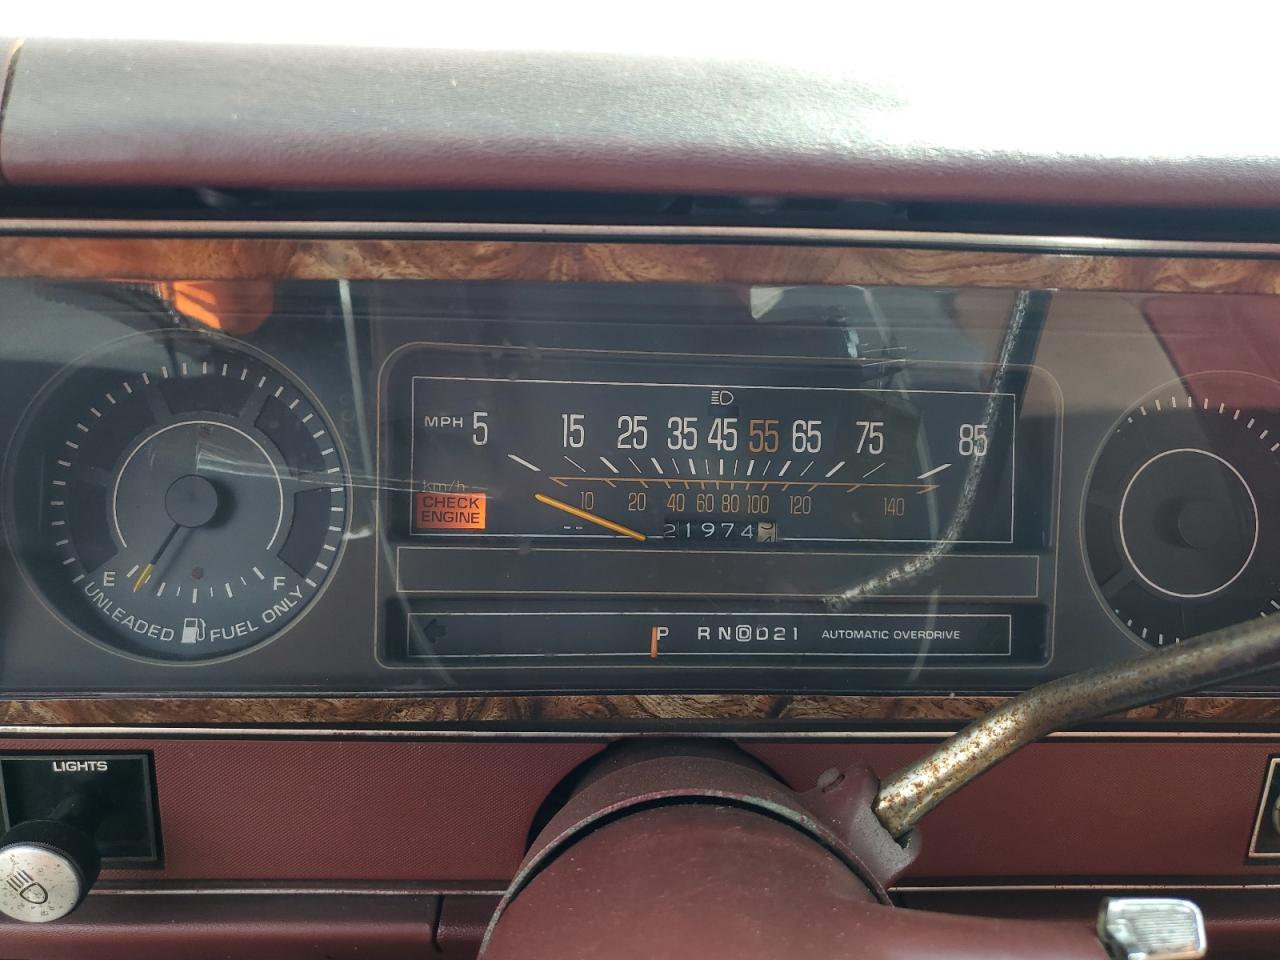 MPH 5 15 25 35 45 55 65 75 85
km/h 10 20 40 60 80 100 120 140
CHECK
ENGINE
21974
E F
UNLEADED FUEL ONLY
P R N D D 2 1 AUTOMATIC OVERDRIVE
LIGHTS